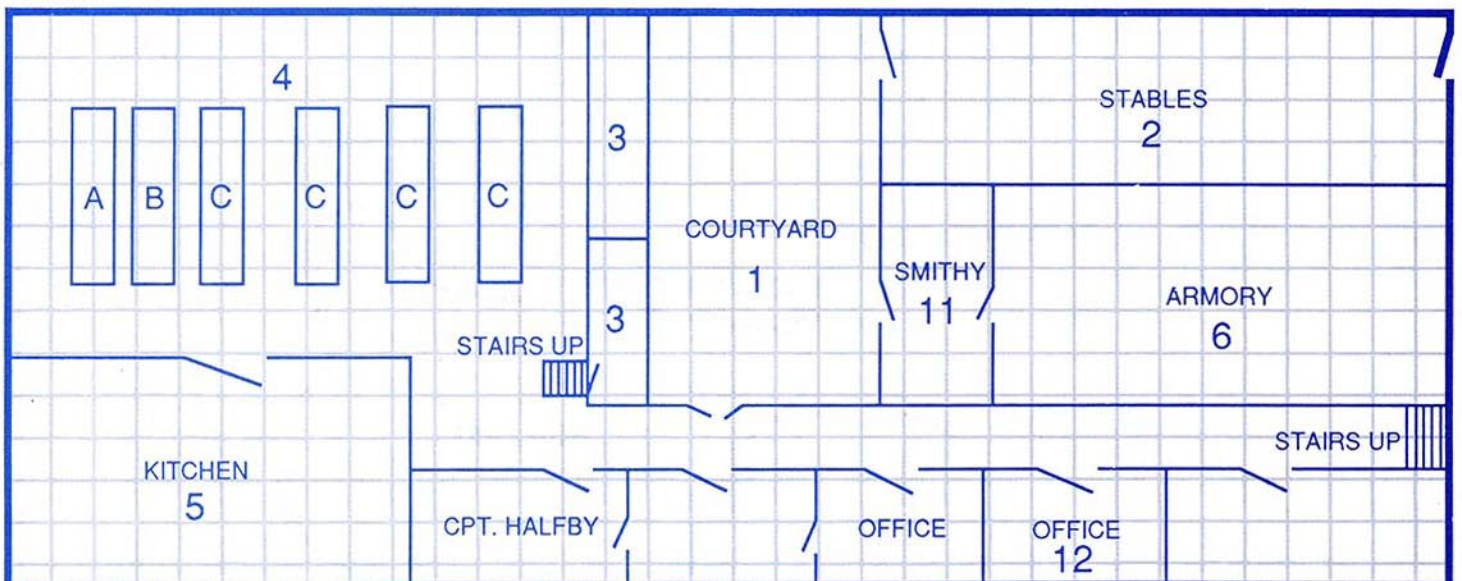 4
STABLES
2
3
A B C C C C
COURTYARD
1
SMITHY
11
ARMORY
6
3
STAIRS UP
STAIRS UP
KITCHEN
5
CPT. HALFBY
OFFICE
OFFICE
12